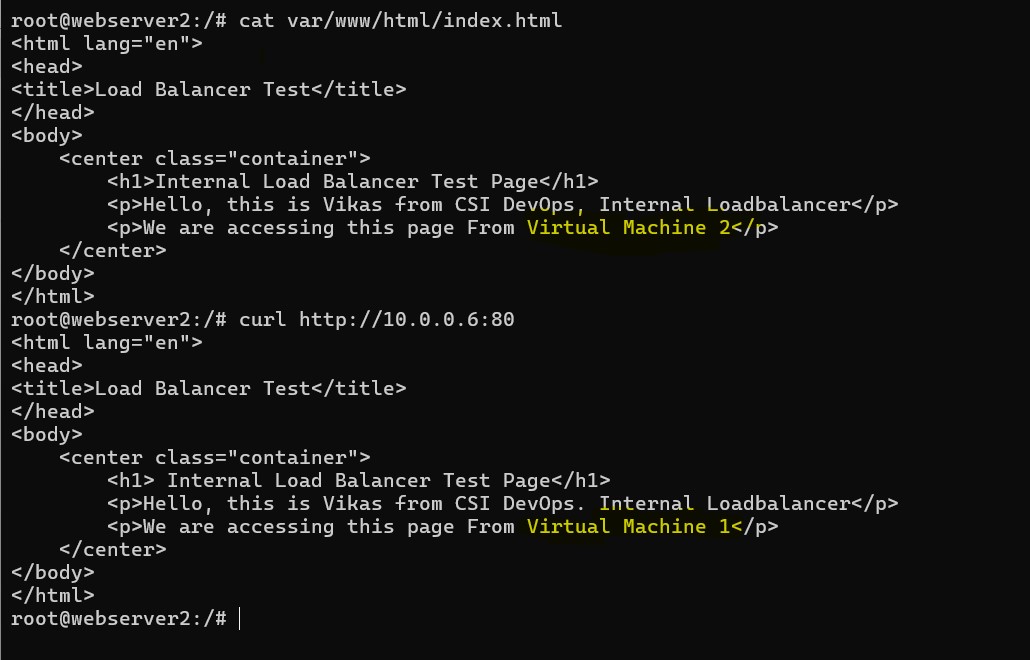 root@webserver2:/# cat var/www/html/index.html
<html lang="en">
<head>
<title>Load Balancer Test</title>
</head>
<body>
    <center class="container">
        <h1>Internal Load Balancer Test Page</h1>
        <p>Hello, this is Vikas from CSI DevOps, Internal Loadbalancer</p>
        <p>We are accessing this page From Virtual Machine 2</p>
    </center>
</body>
</html>
root@webserver2:/# curl http://10.0.0.6:80
<html lang="en">
<head>
<title>Load Balancer Test</title>
</head>
<body>
    <center class="container">
        <h1> Internal Load Balancer Test Page</h1>
        <p>Hello, this is Vikas from CSI DevOps. Internal Loadbalancer</p>
        <p>We are accessing this page From Virtual Machine 1</p>
    </center>
</body>
</html>
root@webserver2:/#